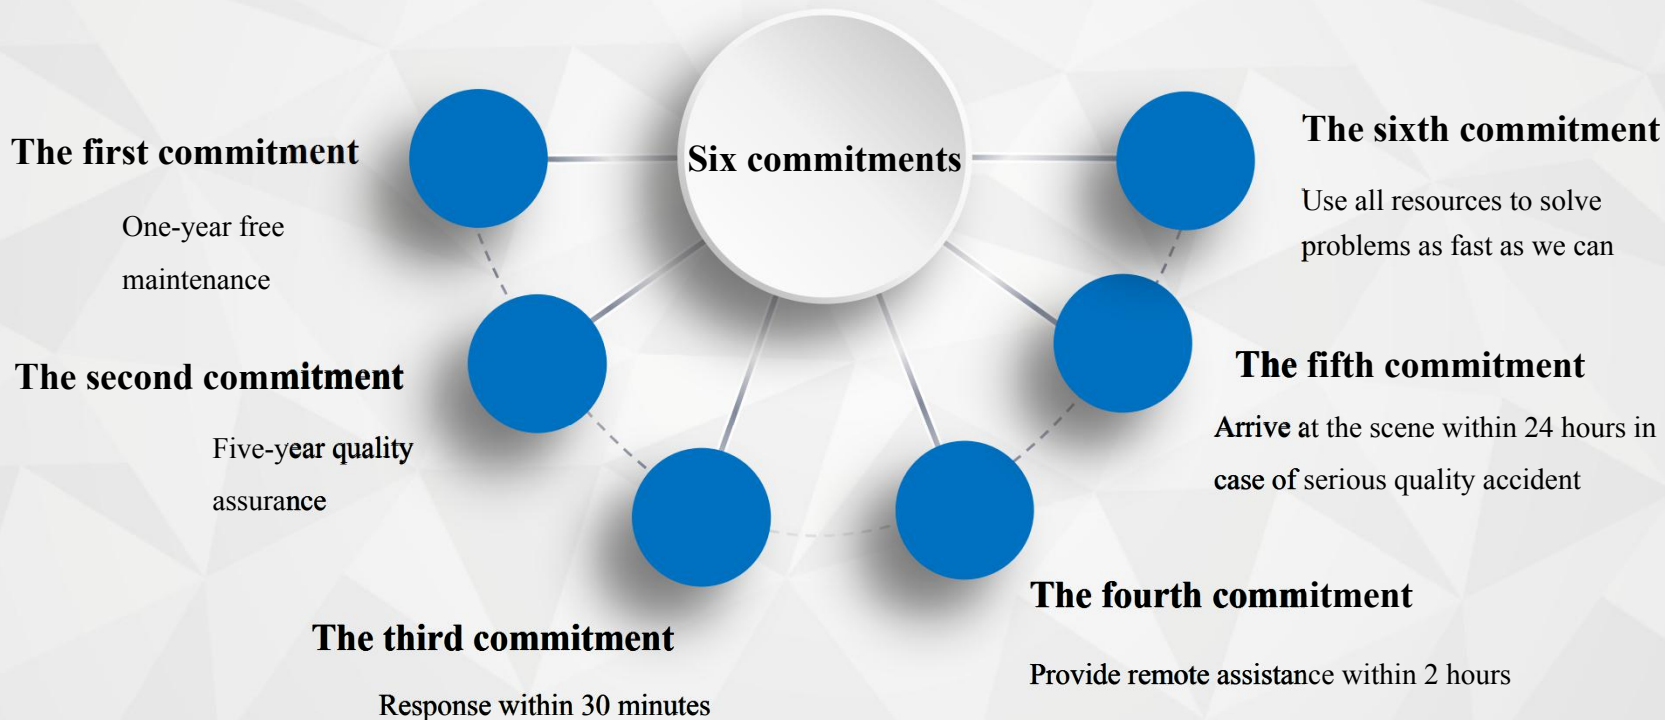 Six commitments
The first commitment
One-year free
maintenance
The second commitment
Five-year quality
assurance
The third commitment
Response within 30 minutes
The fourth commitment
Provide remote assistance within 2 hours
The fifth commitment
Arrive at the scene within 24 hours in
case of serious quality accident
The sixth commitment
Use all resources to solve
problems as fast as we can